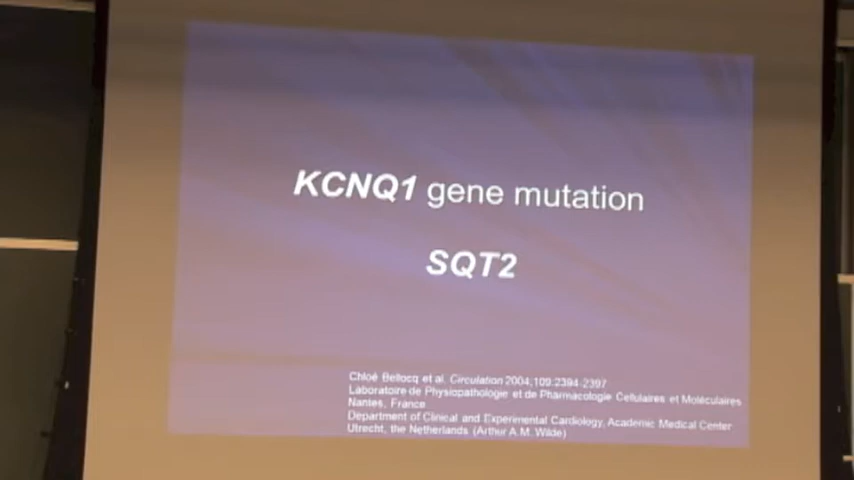 KCNQ1 gene mutation
SQT2
Chloé Bellocq et al. Circulation 2004;109:2394-2397
Laboratoire de Physiopathologie et de Pharmacologie Cellulaires et Moléculaires
Nantes, France
Department of Clinical and Experimental Cardiology, Academic Medical Center
Utrecht, the Netherlands (Arthur A.M. Wilde)